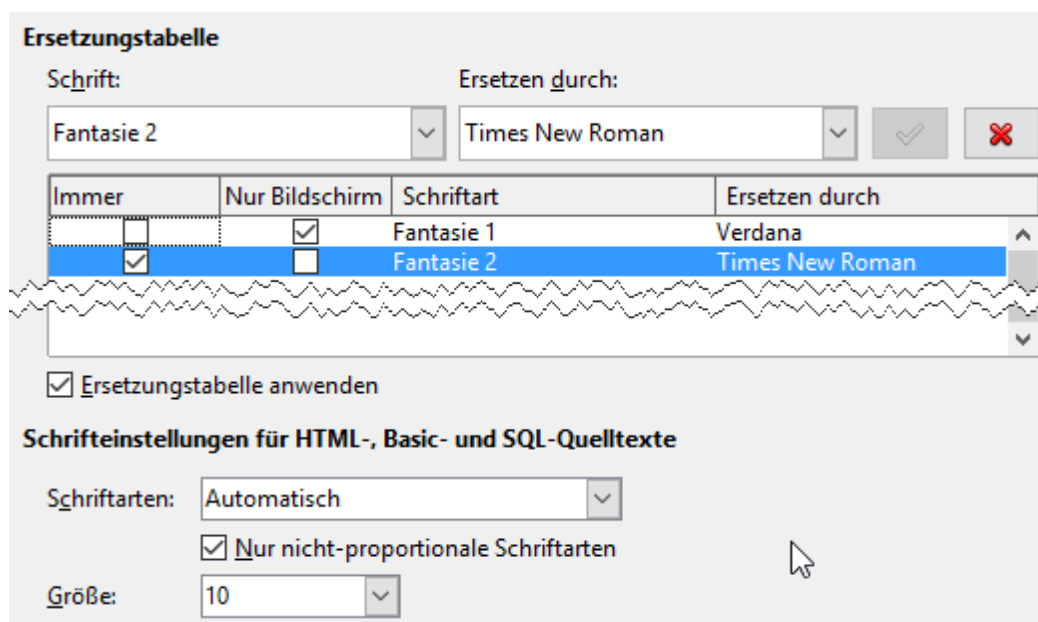 Ersetzungstabelle
Schrift: Ersetzen durch:
Fantasie 2 Times New Roman
Immer Nur Bildschirm Schriftart Ersetzen durch
Fantasie 1 Verdana
Fantasie 2 Times New Roman
Ersetzungstabelle anwenden
Schrifteinstellungen für HTML-, Basic- und SQL-Quelltexte
Schriftarten: Automatisch
Nur nicht-proportionale Schriftarten
Größe: 10